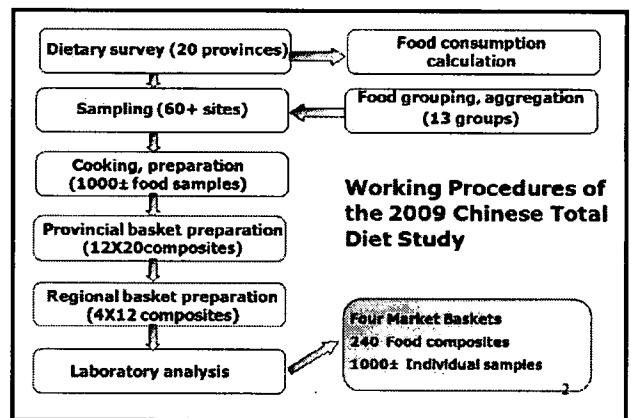 Dietary survey (20 provinces)
Food consumption
calculation
Sampling (60+ sites)
Food grouping, aggregation
(13 groups)
Cooking, preparation
(1000± food samples)
Provincial basket preparation
(12X20composites)
Regional basket preparation
(4X12 composites)
Laboratory analysis
Working Procedures of
the 2009 Chinese Total
Diet Study
Four Market Baskets
240 Food composites
1000± Individual samples
2